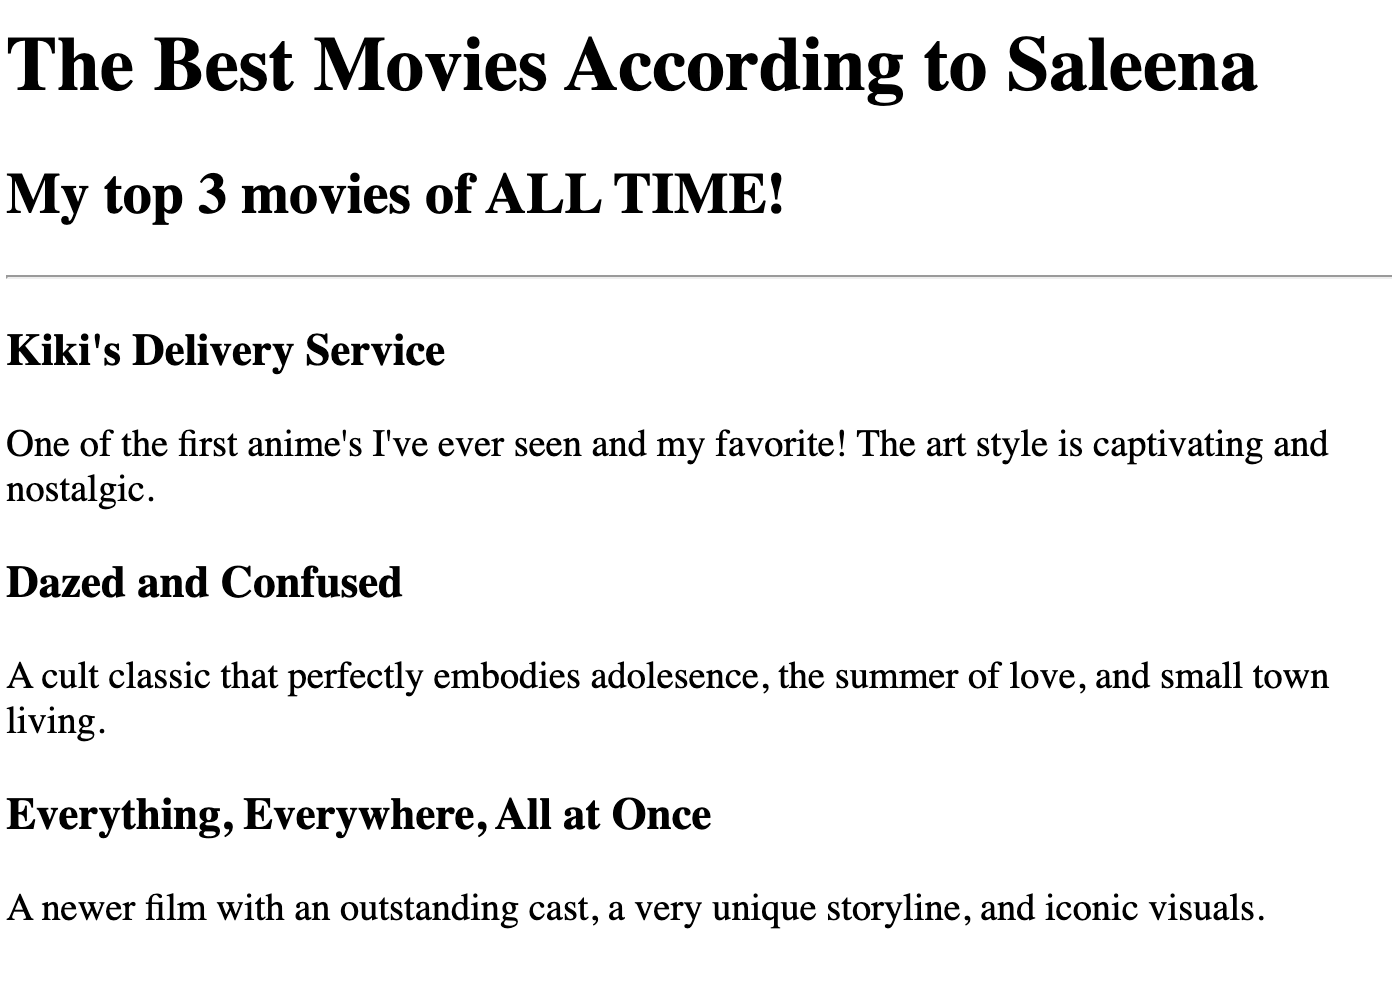 The Best Movies According to Saleena
My top 3 movies of ALL TIME!
Kiki's Delivery Service
One of the first anime's I've ever seen and my favorite! The art style is captivating and
nostalgic.
Dazed and Confused
A cult classic that perfectly embodies adolesence, the summer of love, and small town
living.
Everything, Everywhere, All at Once
A newer film with an outstanding cast, a very unique storyline, and iconic visuals.